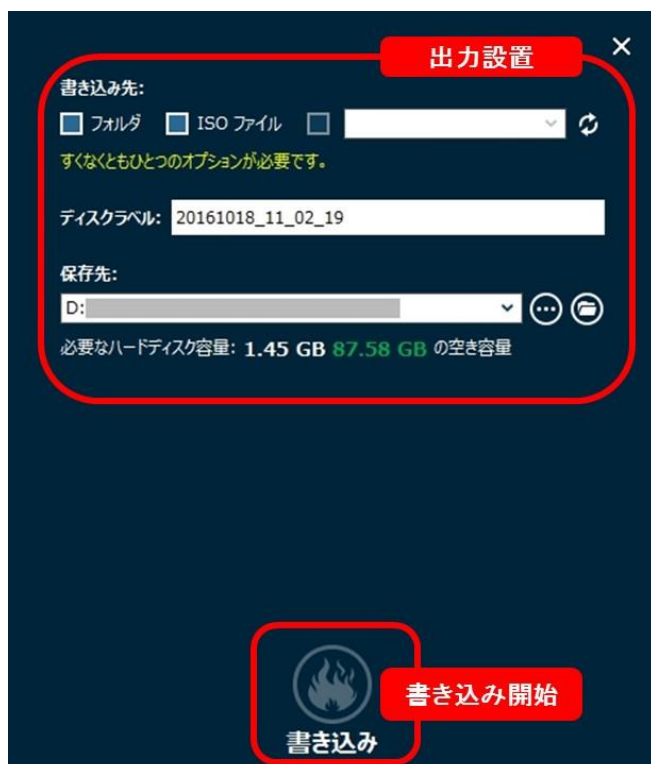 出力設置
書き込み先:
フォルダ ISO ファイル
すくなくともひとつのオプションが必要です。
ディスクラベル: 20161018_11_02_19
保存先:
D:
必要なハードディスク容量: 1.45 GB 87.58 GB の空き容量
書き込み開始
書き込み